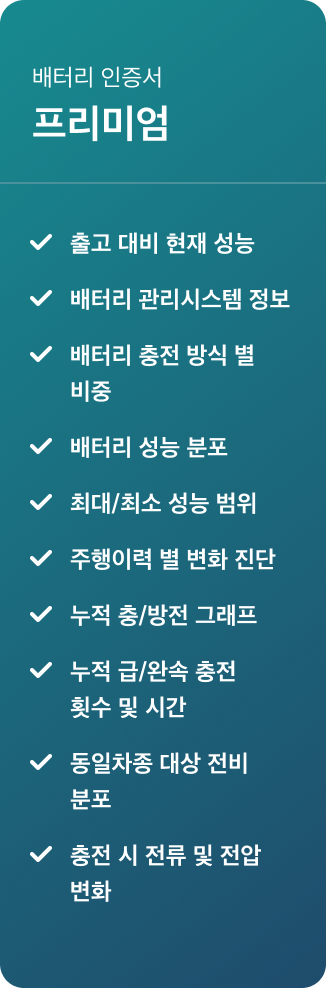 배터리 인증서
프리미엄
출고 대비 현재 성능
배터리 관리시스템 정보
배터리 충전 방식 별
비중
배터리 성능 분포
최대/최소 성능 범위
주행이력 별 변화 진단
누적 충/방전 그래프
누적 급/완속 충전
횟수 및 시간
동일차종 대상 전비
분포
충전 시 전류 및 전압
변화